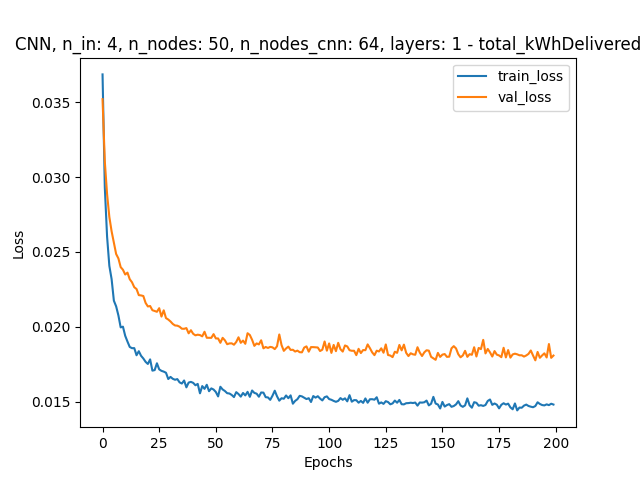 CNN, n_in: 4, n_nodes: 50, n_nodes_cnn: 64, layers: 1 - total_kWhDelivered
train_loss
val_loss
0.035
0.030
0.025
0.020
0.015
Loss
0
25
50
75
100
125
150
175
200
Epochs